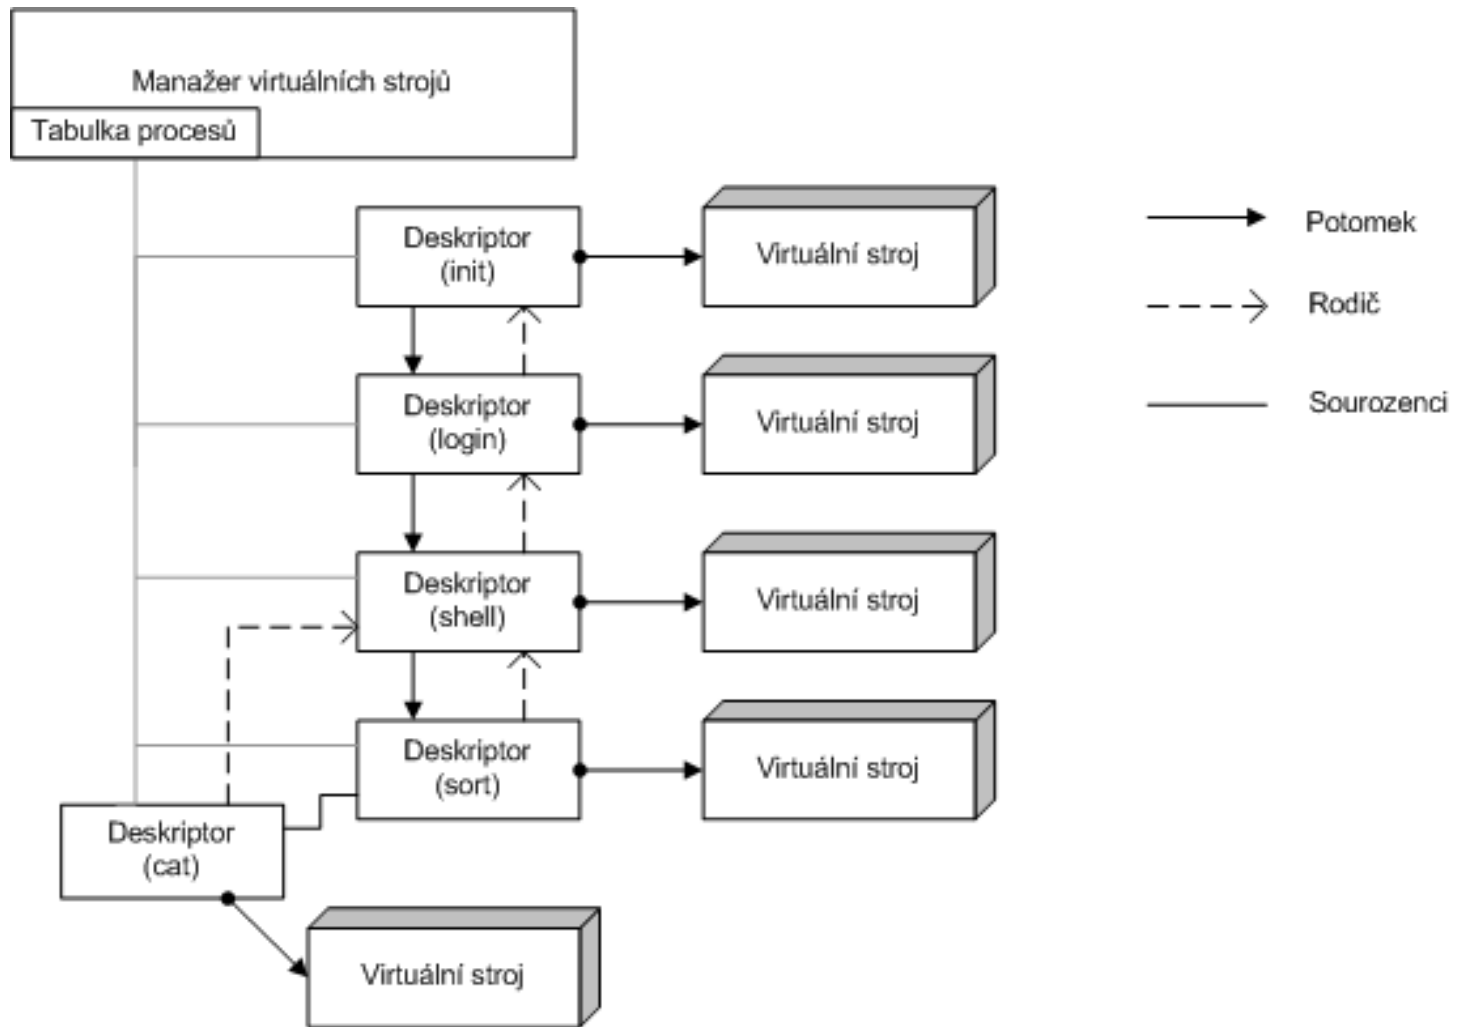 Manažer virtuálních strojů
Tabulka procesů
Deskriptor
(init)
Virtuální stroj
Potomek
Rodič
Deskriptor
(login)
Virtuální stroj
Sourozenci
Deskriptor
(shell)
Virtuální stroj
Deskriptor
(sort)
Virtuální stroj
Deskriptor
(cat)
Virtuální stroj